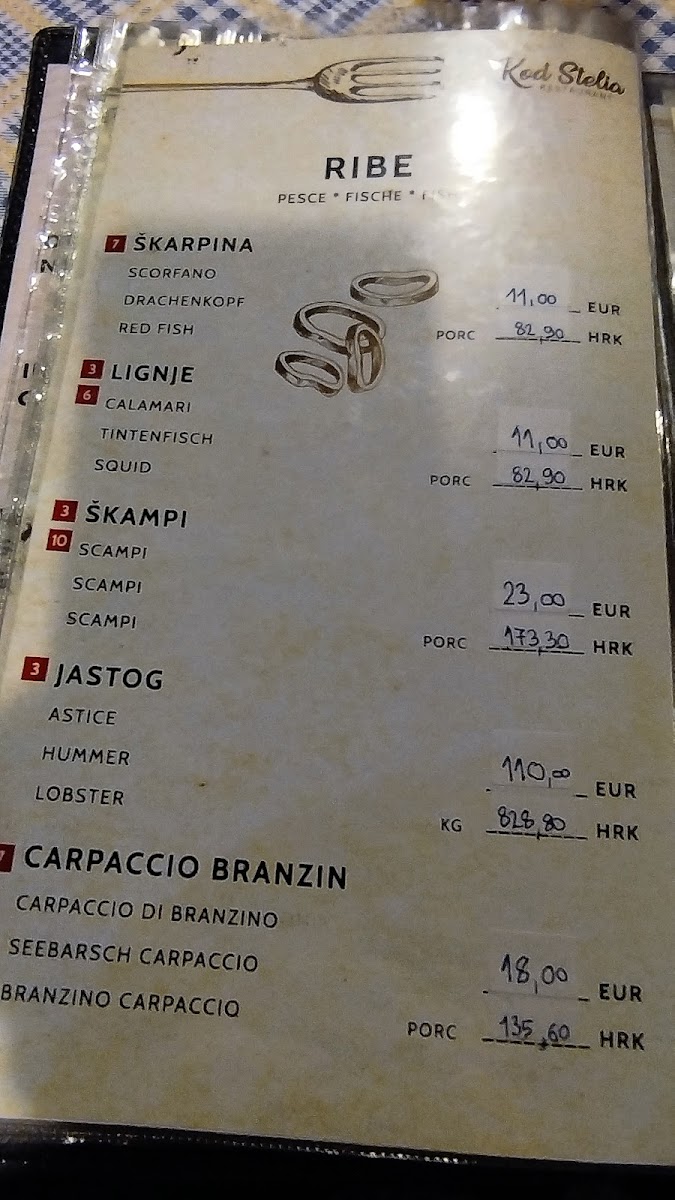 Kod Stelia
RESTAURANT
RIBE
PESCE * FISCHE * FISH
7 ŠKARPINA
SCORFANO
DRACHENKOPF
RED FISH
11,00 EUR
PORC 82,90 HRK
3 LIGNJE
6 CALAMARI
TINTENFISCH
SQUID
11,00 EUR
PORC 82,90 HRK
3 ŠKAMPI
10 SCAMPI
SCAMPI
SCAMPI
23,00 EUR
PORC 173,30 HRK
3 JASTOG
ASTICE
HUMMER
LOBSTER
110,00 EUR
KG 828,80 HRK
7 CARPACCIO BRANZIN
CARPACCIO DI BRANZINO
SEEBARSCH CARPACCIO
BRANZINO CARPACCIO
18,00 EUR
PORC 135,60 HRK